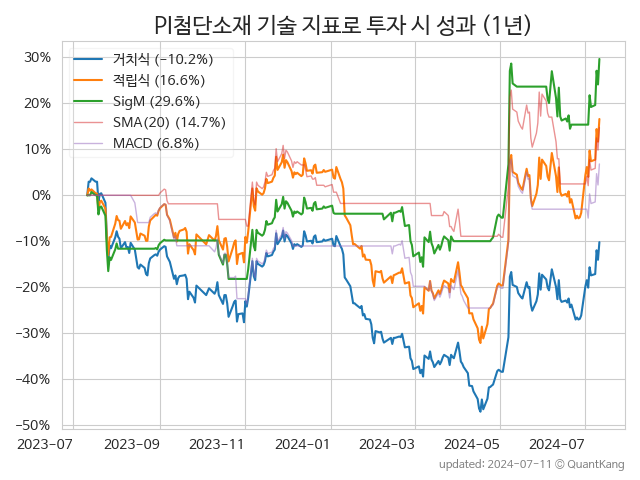 PI첨단소재 기술 지표로 투자 시 성과 (1년)
거치식 (−10.2%)
적립식 (16.6%)
SigM (29.6%)
SMA(20) (14.7%)
MACD (6.8%)
30%
20%
10%
0%
−10%
−20%
−30%
−40%
−50%
2023-07 2023-09 2023-11 2024-01 2024-03 2024-05 2024-07
updated: 2024-07-11 © QuantKang